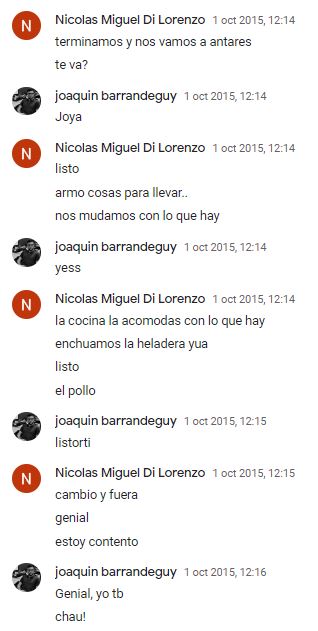 N Nicolas Miguel Di Lorenzo 1 oct 2015, 12:14
terminamos y nos vamos a antares
te va?
joaquin barrandeguy 1 oct 2015, 12:14
Joya
N Nicolas Miguel Di Lorenzo 1 oct 2015, 12:14
listo
armo cosas para llevar..
nos mudamos con lo que hay
joaquin barrandeguy 1 oct 2015, 12:14
yess
N Nicolas Miguel Di Lorenzo 1 oct 2015, 12:14
la cocina la acomodas con lo que hay
enchuamos la heladera yua
listo
el pollo
joaquin barrandeguy 1 oct 2015, 12:15
listorti
N Nicolas Miguel Di Lorenzo 1 oct 2015, 12:15
cambio y fuera
genial
estoy contento
joaquin barrandeguy 1 oct 2015, 12:16
Genial, yo tb
chau!